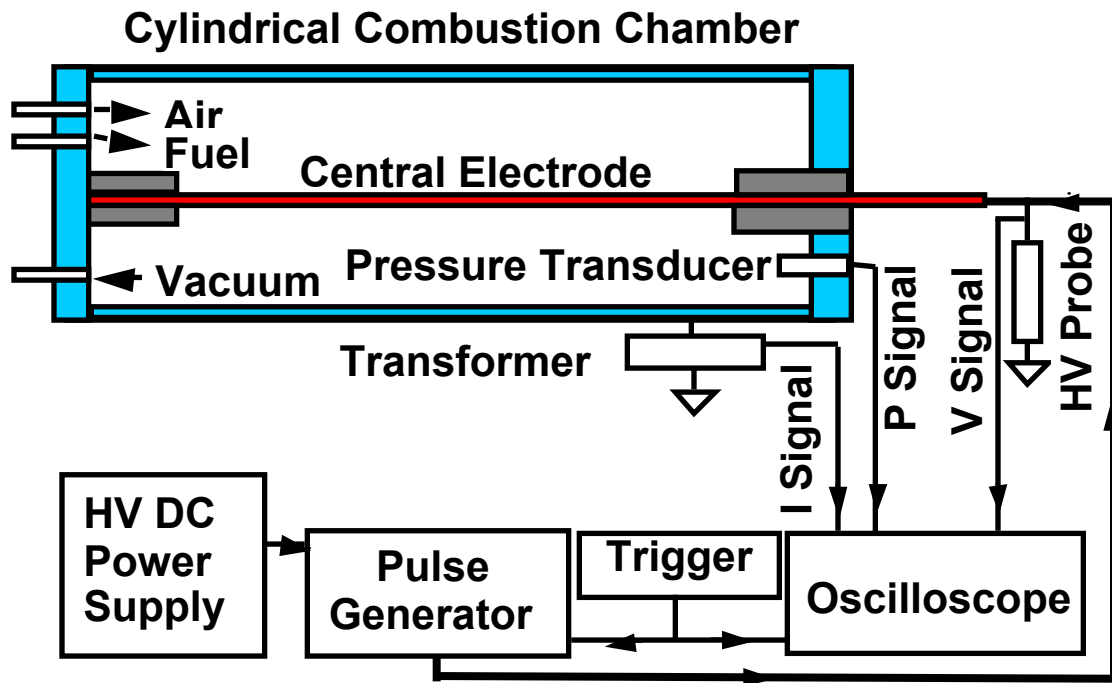 Cylindrical Combustion Chamber
Air
Fuel
Central Electrode
Pressure Transducer
Vacuum
Transformer
I Signal
P Signal
V Signal
HV Probe
HV DC
Power
Supply
Pulse
Generator
Trigger
Oscilloscope